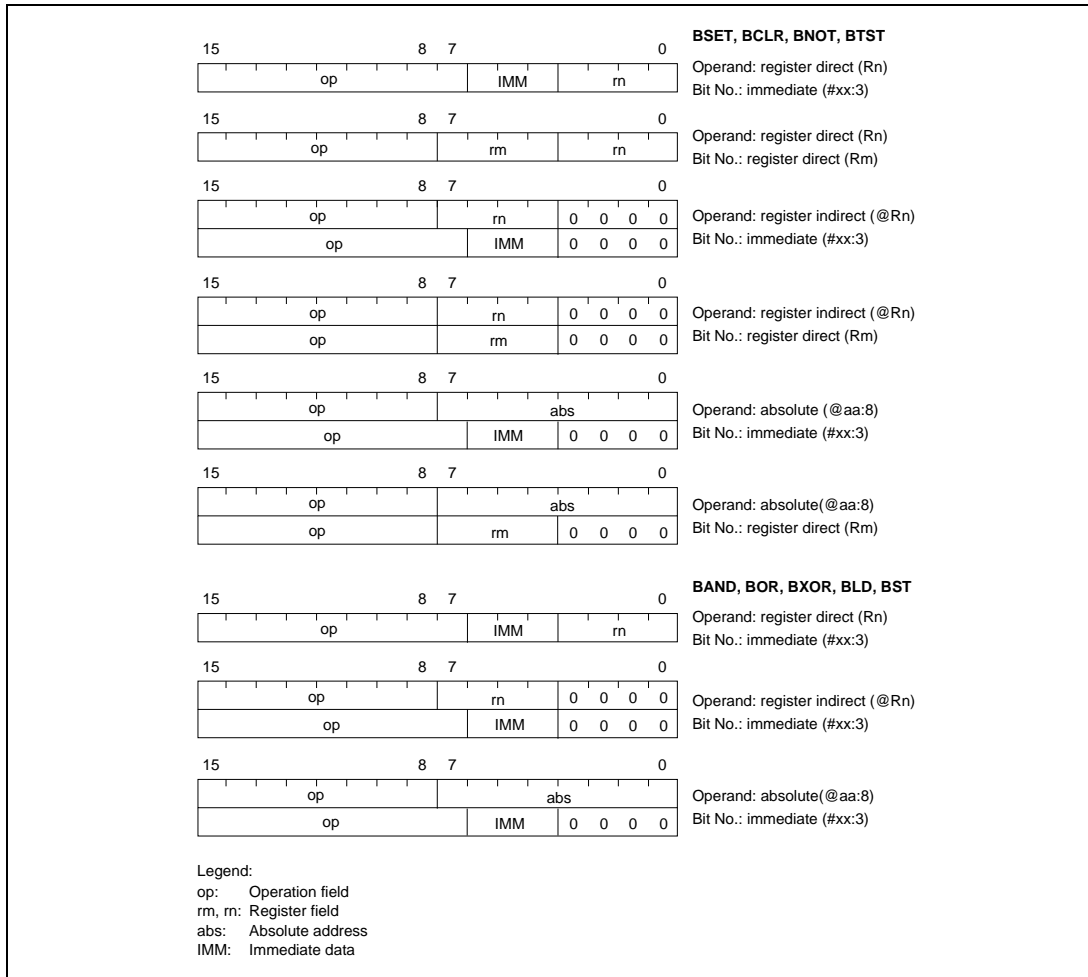 BSET, BCLR, BNOT, BTST
15 8 7 0
op IMM rn
Operand: register direct (Rn)
Bit No.: immediate (#xx:3)
15 8 7 0
op rm rn
Operand: register direct (Rn)
Bit No.: register direct (Rm)
15 8 7 0
op rn 0 0 0 0
op IMM 0 0 0 0
Operand: register indirect (@Rn)
Bit No.: immediate (#xx:3)
15 8 7 0
op rn 0 0 0 0
op rm 0 0 0 0
Operand: register indirect (@Rn)
Bit No.: register direct (Rm)
15 8 7 0
op abs
op IMM 0 0 0 0
Operand: absolute (@aa:8)
Bit No.: immediate (#xx:3)
15 8 7 0
op abs
op rm 0 0 0 0
Operand: absolute(@aa:8)
Bit No.: register direct (Rm)
BAND, BOR, BXOR, BLD, BST
15 8 7 0
op IMM rn
Operand: register direct (Rn)
Bit No.: immediate (#xx:3)
15 8 7 0
op rn 0 0 0 0
op IMM 0 0 0 0
Operand: register indirect (@Rn)
Bit No.: immediate (#xx:3)
15 8 7 0
op abs
op IMM 0 0 0 0
Operand: absolute(@aa:8)
Bit No.: immediate (#xx:3)
Legend:
op: Operation field
rm, rn: Register field
abs: Absolute address
IMM: Immediate data